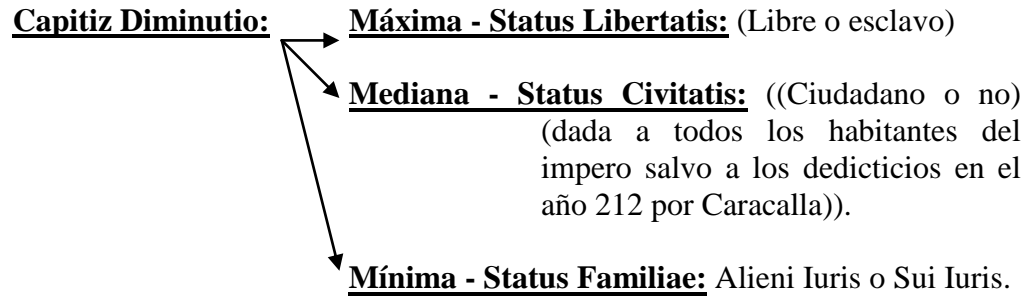 Capitiz Diminutio: Máxima - Status Libertatis: (Libre o esclavo)
Mediana - Status Civitatis: ((Ciudadano o no)
(dada a todos los habitantes del
impero salvo a los dedicticios en el
año 212 por Caracalla)).
Mínima - Status Familiae: Alieni Iuris o Sui Iuris.